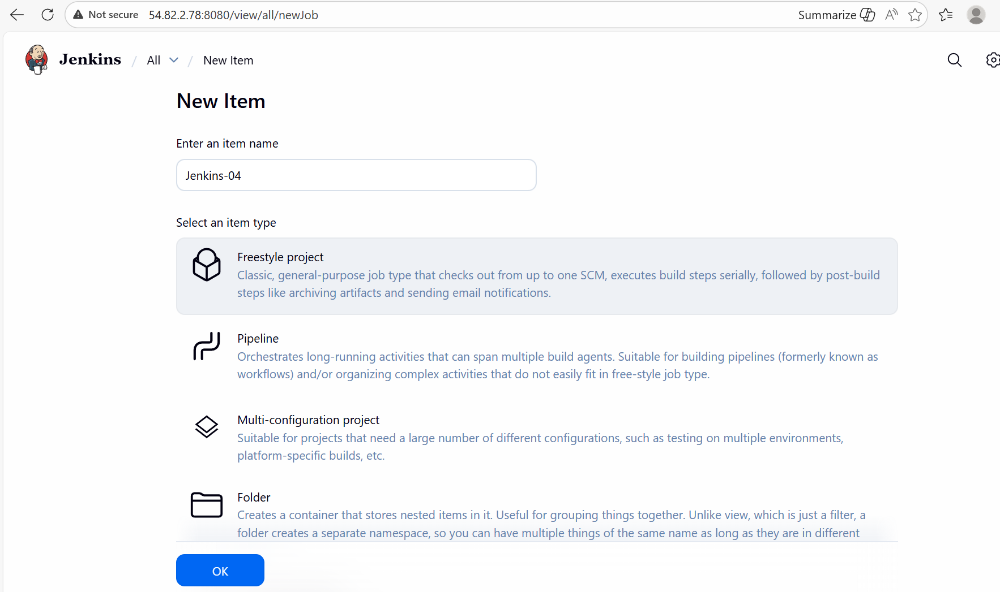 Not secure 54.82.2.78:8080/view/all/newJob Summarize
Jenkins / All / New Item
New Item
Enter an item name
Jenkins-04
Select an item type
Freestyle project
Classic, general-purpose job type that checks out from up to one SCM, executes build steps serially, followed by post-build
steps like archiving artifacts and sending email notifications.
Pipeline
Orchestrates long-running activities that can span multiple build agents. Suitable for building pipelines (formerly known as
workflows) and/or organizing complex activities that do not easily fit in free-style job type.
Multi-configuration project
Suitable for projects that need a large number of different configurations, such as testing on multiple environments,
platform-specific builds, etc.
Folder
Creates a container that stores nested items in it. Useful for grouping things together. Unlike view, which is just a filter, a
folder creates a separate namespace, so you can have multiple things of the same name as long as they are in different
OK